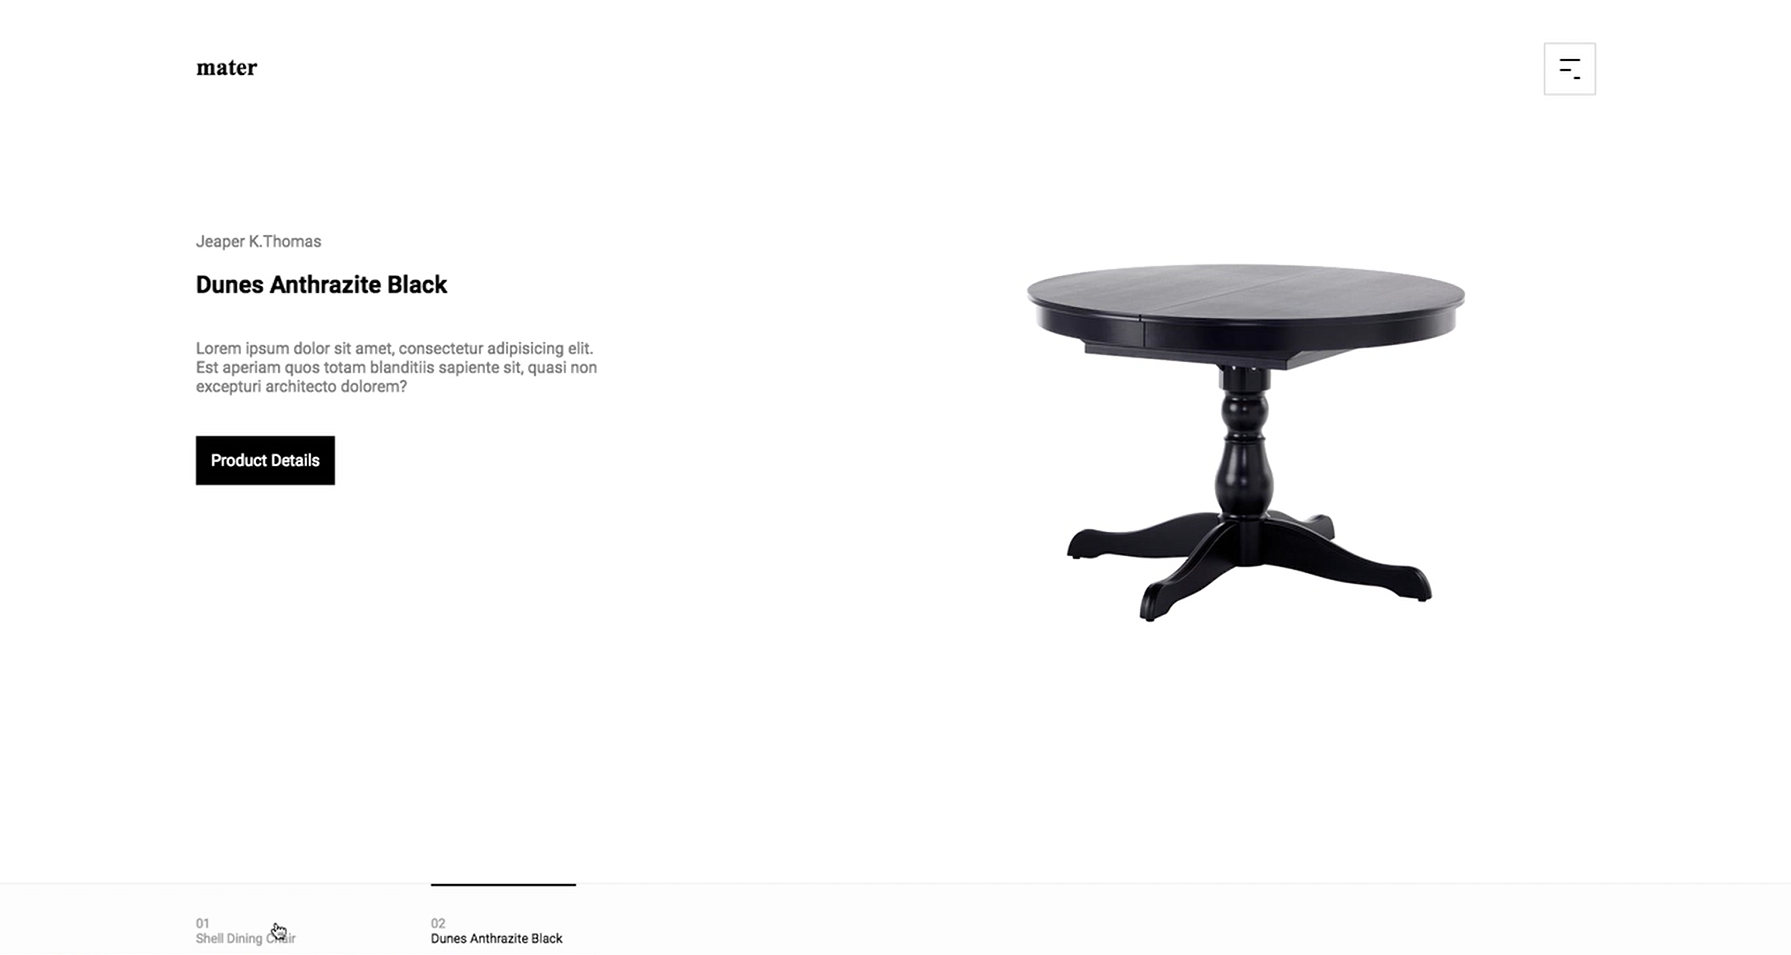 mater
Jeaper K.Thomas
Dunes Anthrazite Black
Lorem ipsum dolor sit amet, consectetur adipisicing elit.
Est aperiam quos totam blanditiis sapiente sit, quasi non
excepturi architecto dolorem?
Product Details
01
Shell Dining Chair
02
Dunes Anthrazite Black